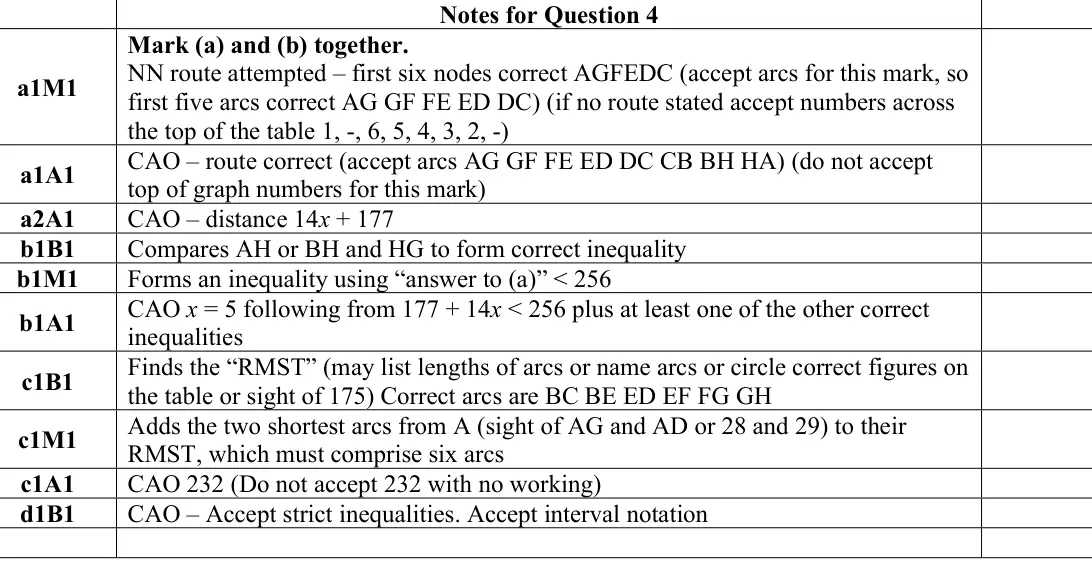 Notes for Question 4
Mark (a) and (b) together.
a1M1
NN route attempted – first six nodes correct AGFEDC (accept arcs for this mark, so
first five arcs correct AG GF FE ED DC) (if no route stated accept numbers across
the top of the table 1, -, 6, 5, 4, 3, 2, -)
a1A1
CAO – route correct (accept arcs AG GF FE ED DC CB BH HA) (do not accept
top of graph numbers for this mark)
a2A1
CAO – distance 14x + 177
b1B1
Compares AH or BH and HG to form correct inequality
b1M1
Forms an inequality using “answer to (a)” < 256
b1A1
CAO x = 5 following from 177 + 14x < 256 plus at least one of the other correct
inequalities
c1B1
Finds the “RMST” (may list lengths of arcs or name arcs or circle correct figures on
the table or sight of 175) Correct arcs are BC BE ED EF FG GH
c1M1
Adds the two shortest arcs from A (sight of AG and AD or 28 and 29) to their
RMST, which must comprise six arcs
c1A1
CAO 232 (Do not accept 232 with no working)
d1B1
CAO – Accept strict inequalities. Accept interval notation